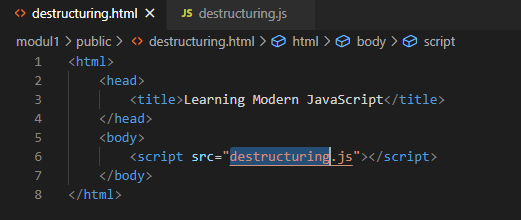 destructuring.html × JS destructuring.js
modul1 > public > <> destructuring.html > html > body > script
1 <html>
2 <head>
3 <title>Learning Modern JavaScript</title>
4 </head>
5 <body>
6 <script src="destructuring.js"></script>
7 </body>
8 </html>